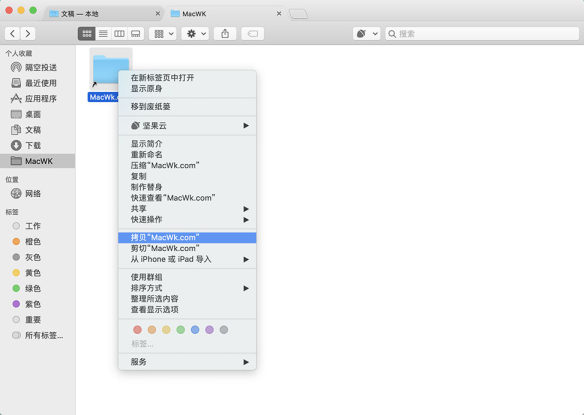 文稿 — 本地
MacWK
搜索
个人收藏
隔空投送
最近使用
应用程序
桌面
文稿
下载
MacWK
位置
网络
标签
工作
橙色
灰色
黄色
绿色
紫色
重要
所有标签...
MacWk.
在新标签页中打开
显示原身
移到废纸篓
坚果云
显示简介
重新命名
压缩“MacWk.com”
复制
制作替身
快速查看“MacWk.com”
共享
快速操作
拷贝“MacWk.com”
剪切“MacWk.com”
从 iPhone 或 iPad 导入
使用群组
排序方式
整理所选内容
查看显示选项
标签...
服务